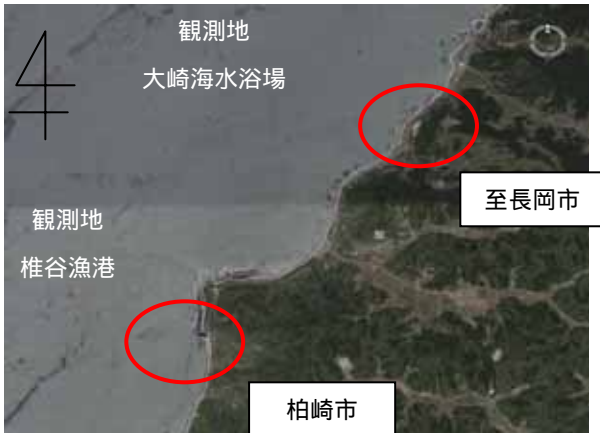 観測地
大崎海水浴場
至長岡市
観測地
椎谷漁港
柏崎市